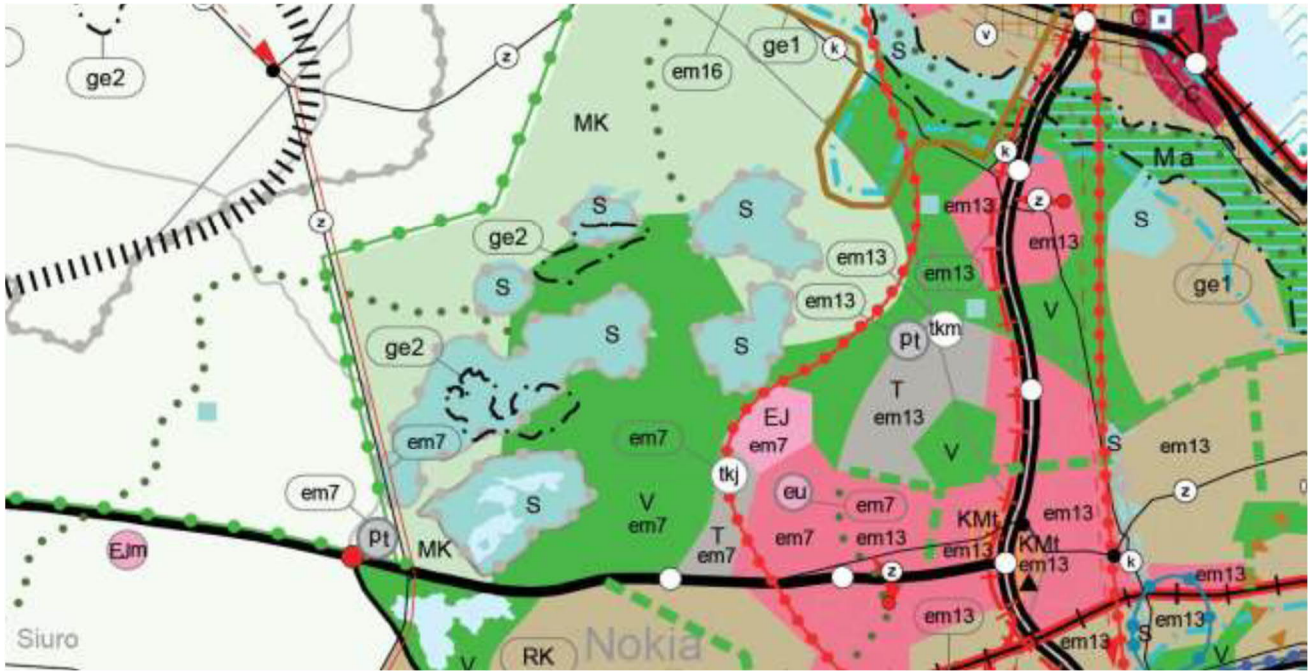 z
C
v
S
ge1
k
ge2
em16
z
C
MK
k
Ma
em13
z
S
S
S
em13
z
ge2
em13
em13
ge1
S
em13
V
ge2
S
S
Pt
tkm
T
em13
EJ
em7
em7
em7
V
S
em13
tkj
em7
S
V
em7
eu
em7
z
KMt
em13
Pt
EJm
MK
T
em7
em7
em13
em13
KMt
em13
k
z
em13
em13
em13
em13
S
Siuro
V
RK
Nokia
V